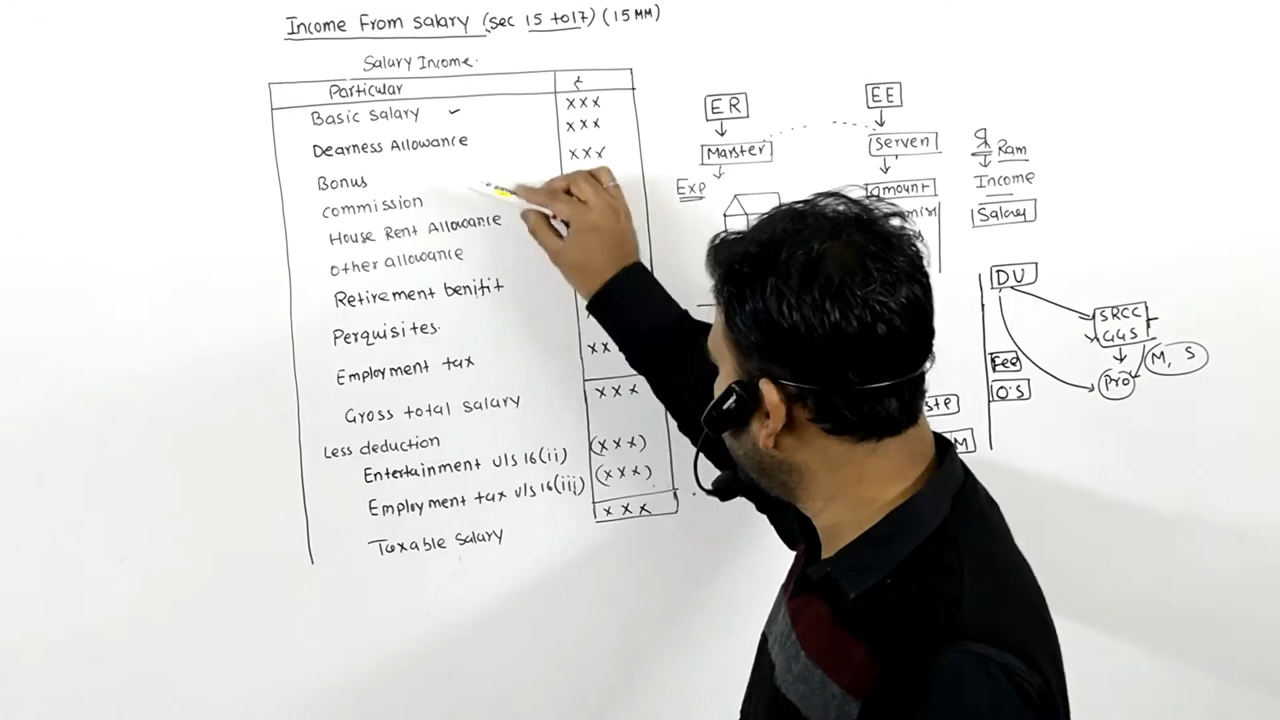 Income From Salary (sec 15 to 17) (15 MM)
Salary Income.
Particular ₹
Basic Salary ✓ xxx
Dearness Allowance xxx
Bonus xxx
commission
House Rent Allowance
other allowance
Retirement benifit
Perquisites.
Employment tax xx
Gross total salary xxx
Less deduction
Entertainment u/s 16(ii) (xxx)
Employment tax u/s 16(iii) (xxx)
Taxable Salary xxx
ER
Marster
Exp
EE
Serven
amount
Ram
Income
Salary
DU
SRCC
GGS
Fee
O.S
Pro
M, S
M